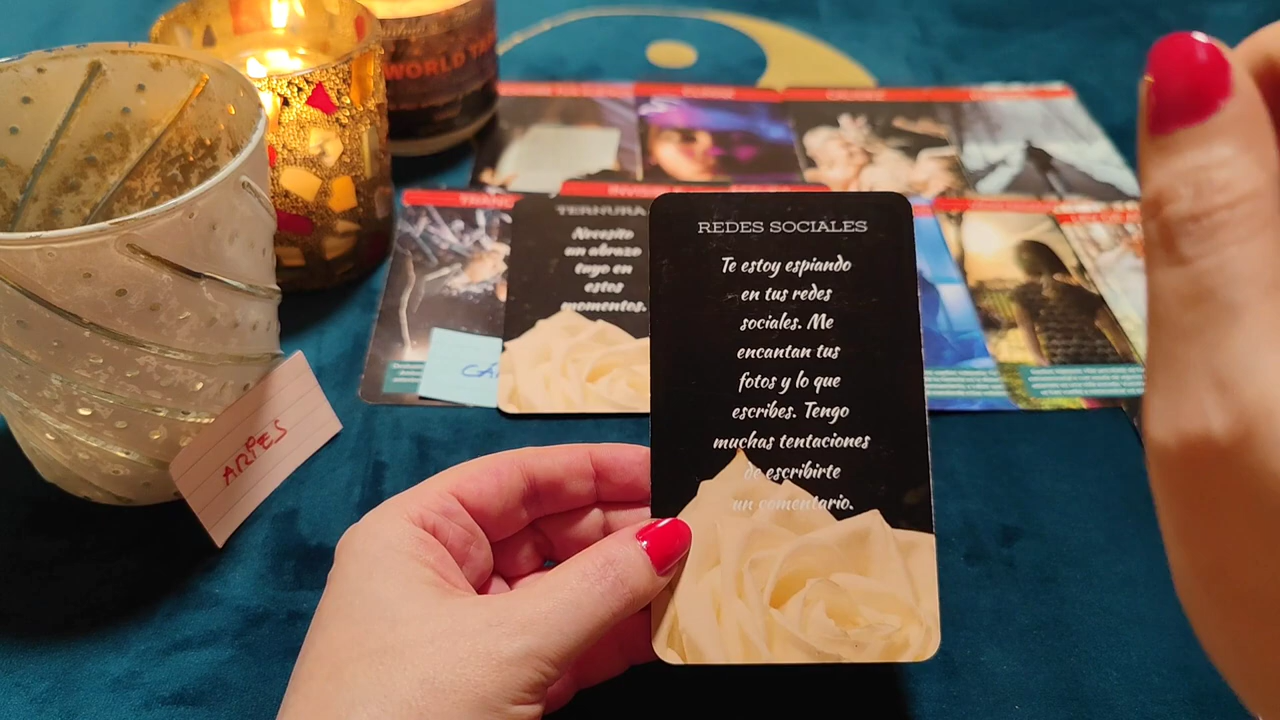 WORLD TR
TERNURA
Necesito
un abrazo
tuyo en
estos
momentos.
REDES SOCIALES
Te estoy espiando
en tus redes
sociales. Me
encantan tus
fotos y lo que
escribes. Tengo
muchas tentaciones
de escribirte
un comentario.
ARIES